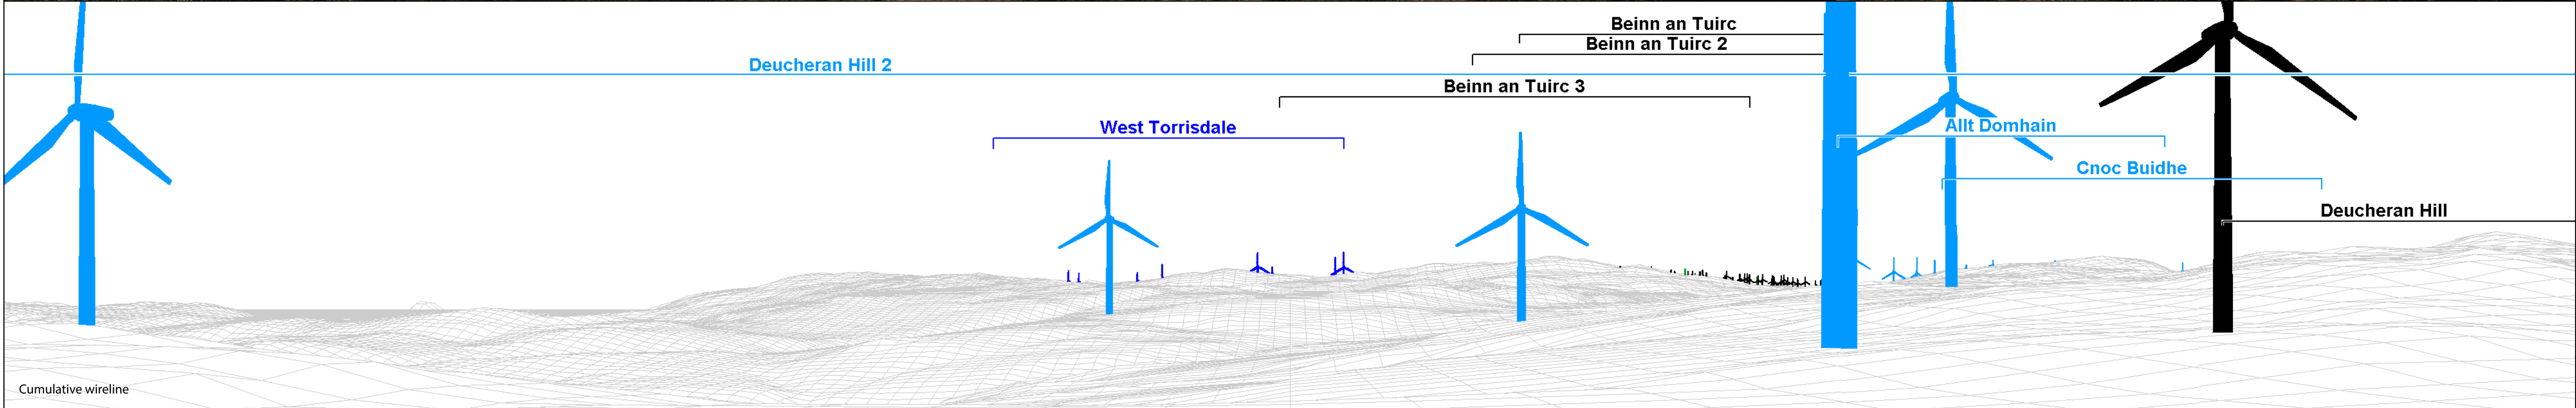 Beinn an Tuirc
Beinn an Tuirc 2
Deucheran Hill 2
Beinn an Tuirc 3
West Torrisdale
Allt Domhain
Cnoc Buidhe
Deucheran Hill
Cumulative wireline